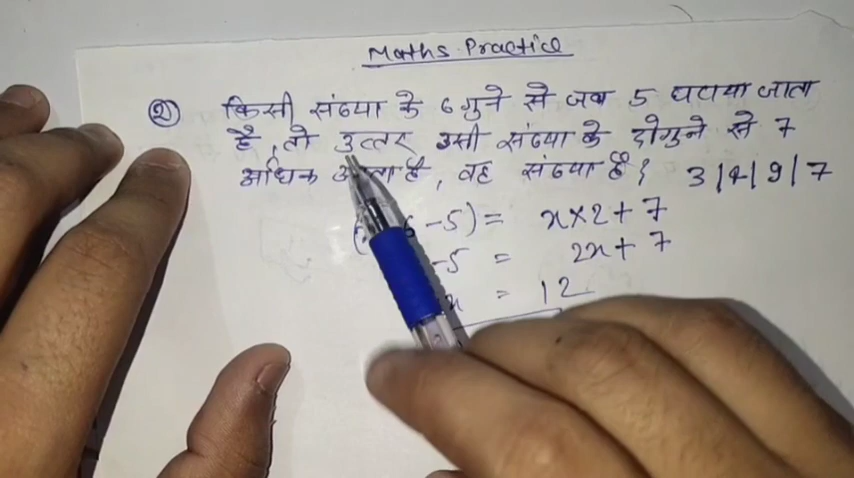 Maths Practice
② किसी संख्या के 6 गुने से जब 5 घटाया जाता
है, तो उत्तर उसी संख्या के दोगुने से 7
अधिक है, वह संख्या है? 3|4|9|7
6-5) = x×2+7
-5 = 2x+7
x = 12